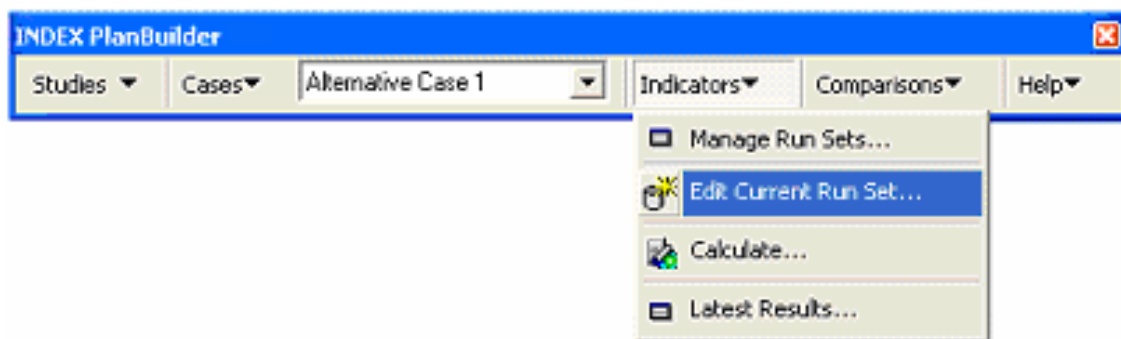 INDEX PlanBuilder
Studies Cases Alternative Case 1 Indicators Comparisons Help
Manage Run Sets...
Edit Current Run Set...
Calculate...
Latest Results...